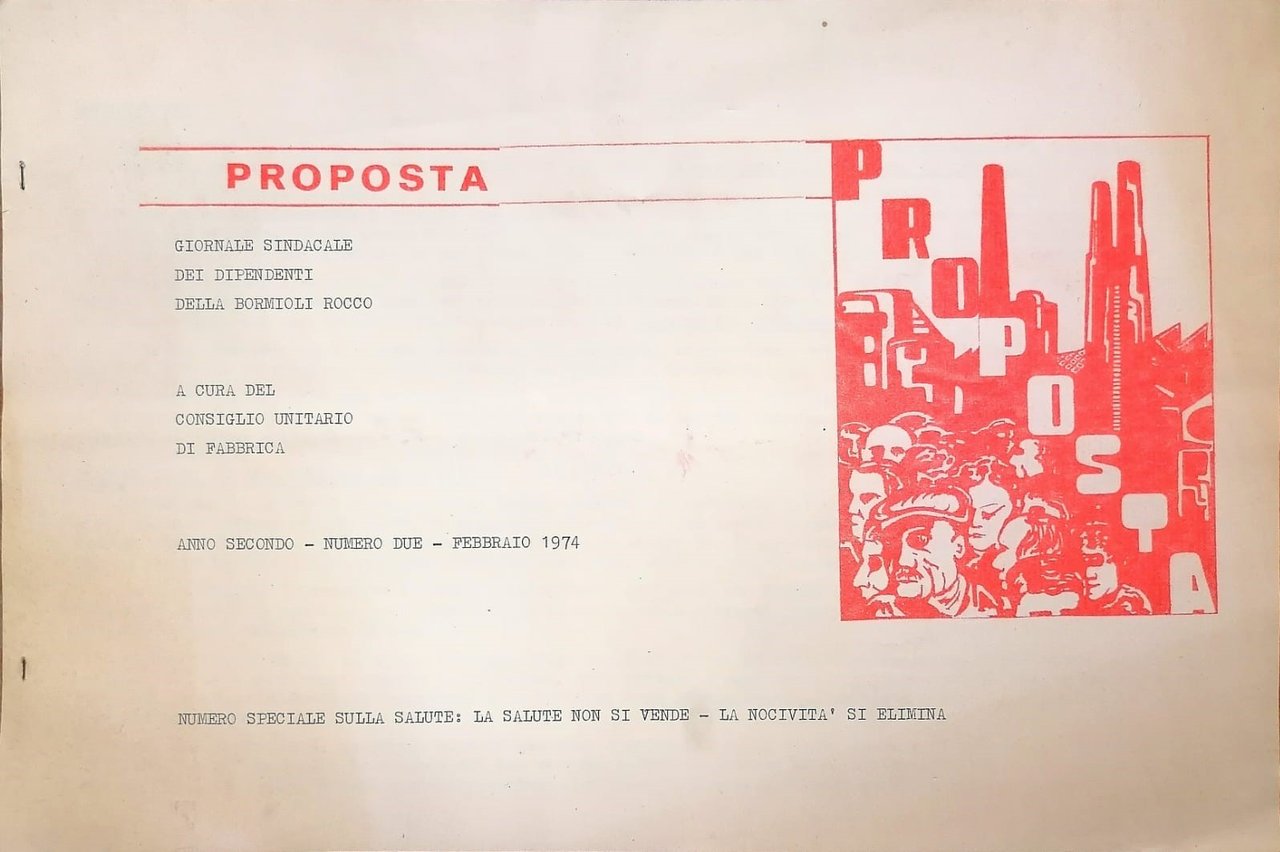 PROPOSTA
GIORNALE SINDACALE
DEI DIPENDENTI
DELLA BORMIOLI ROCCO
A CURA DEL
CONSIGLIO UNITARIO
DI FABBRICA
ANNO SECONDO - NUMERO DUE - FEBBRAIO 1974
PROPOSTA
NUMERO SPECIALE SULLA SALUTE: LA SALUTE NON SI VENDE - LA NOCIVITA' SI ELIMINA